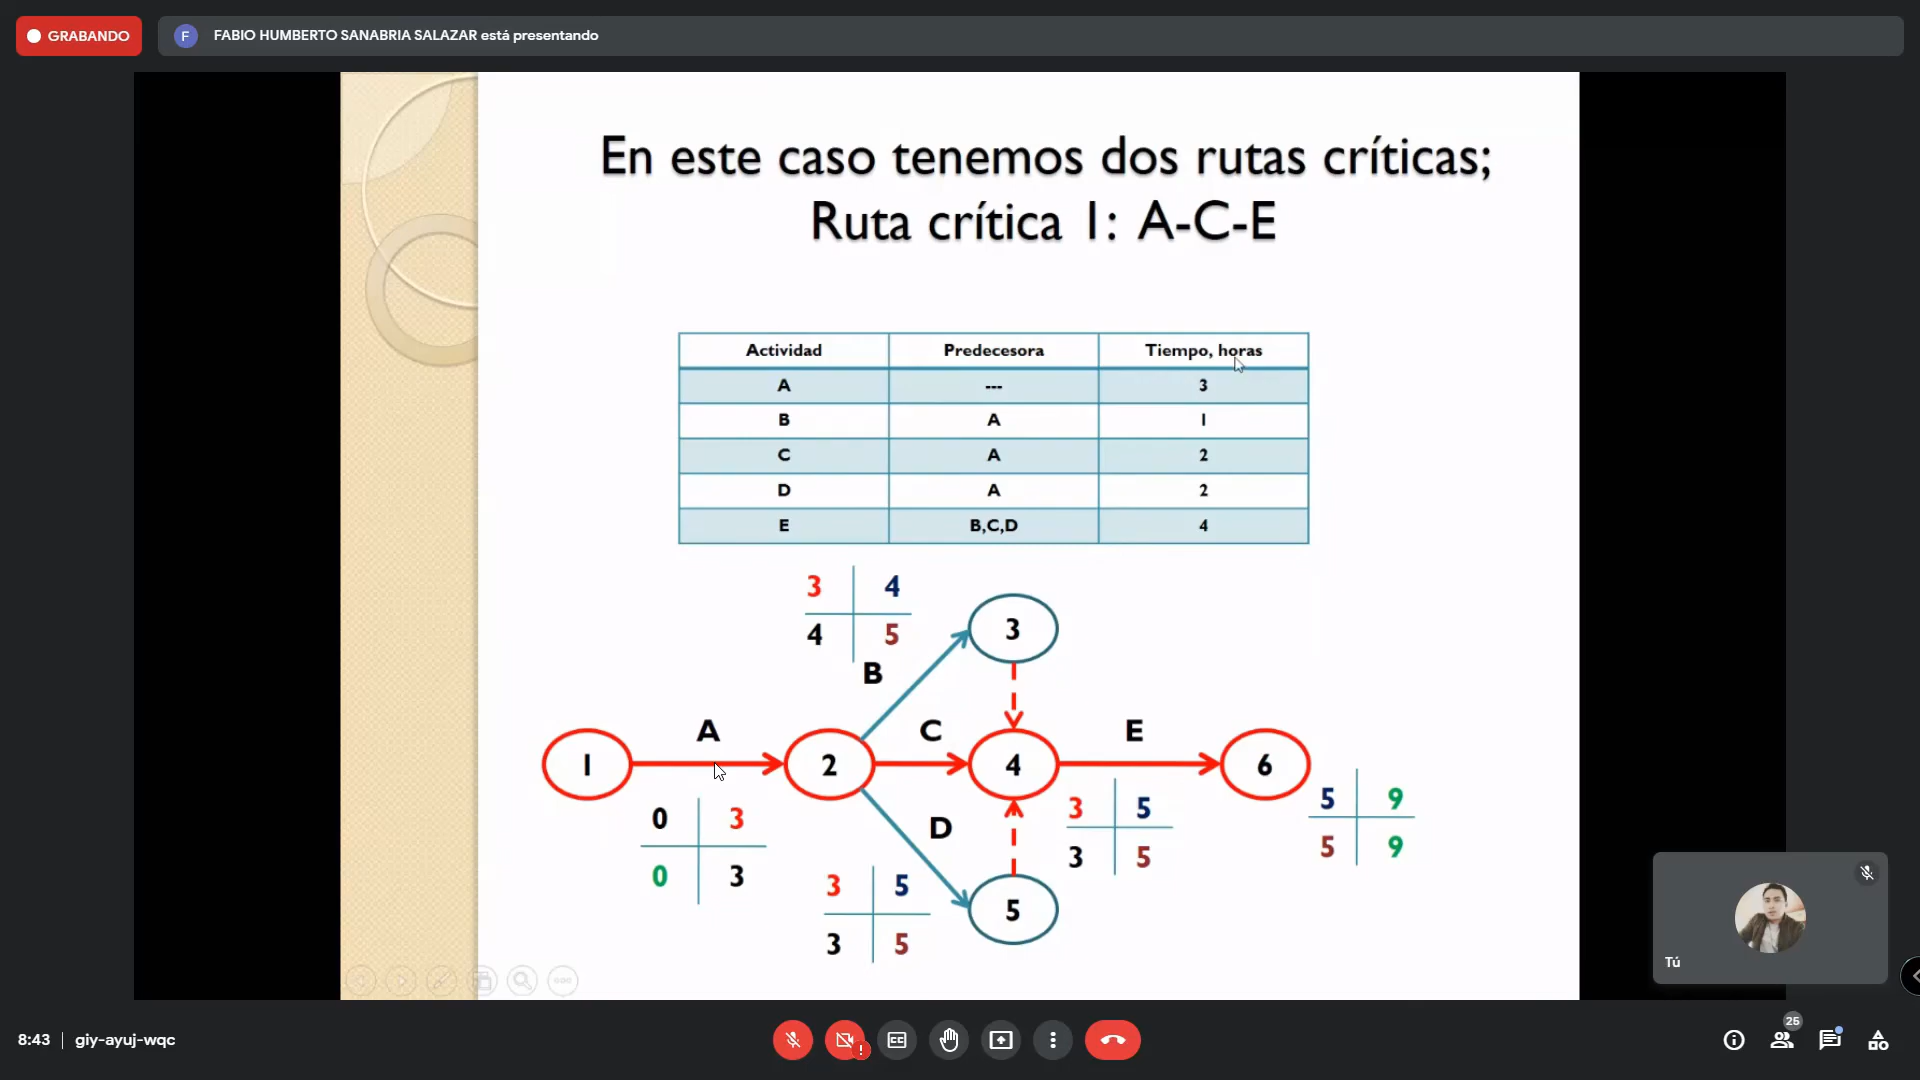 GRABANDO
F
FABIO HUMBERTO SANABRIA SALAZAR está presentando
En este caso tenemos dos rutas críticas;
Ruta crítica 1: A-C-E
Actividad Predecesora Tiempo, horas
A --- 3
B A 1
C A 2
D A 2
E B,C,D 4
3 4
4 5
B
3
A
C
E
1
2
4
6
0 3
0 3
D
3 5
3 5
5 9
5 9
3 5
3 5
5
Tú
8:43 giy-ayuj-wqc
CC
!
25